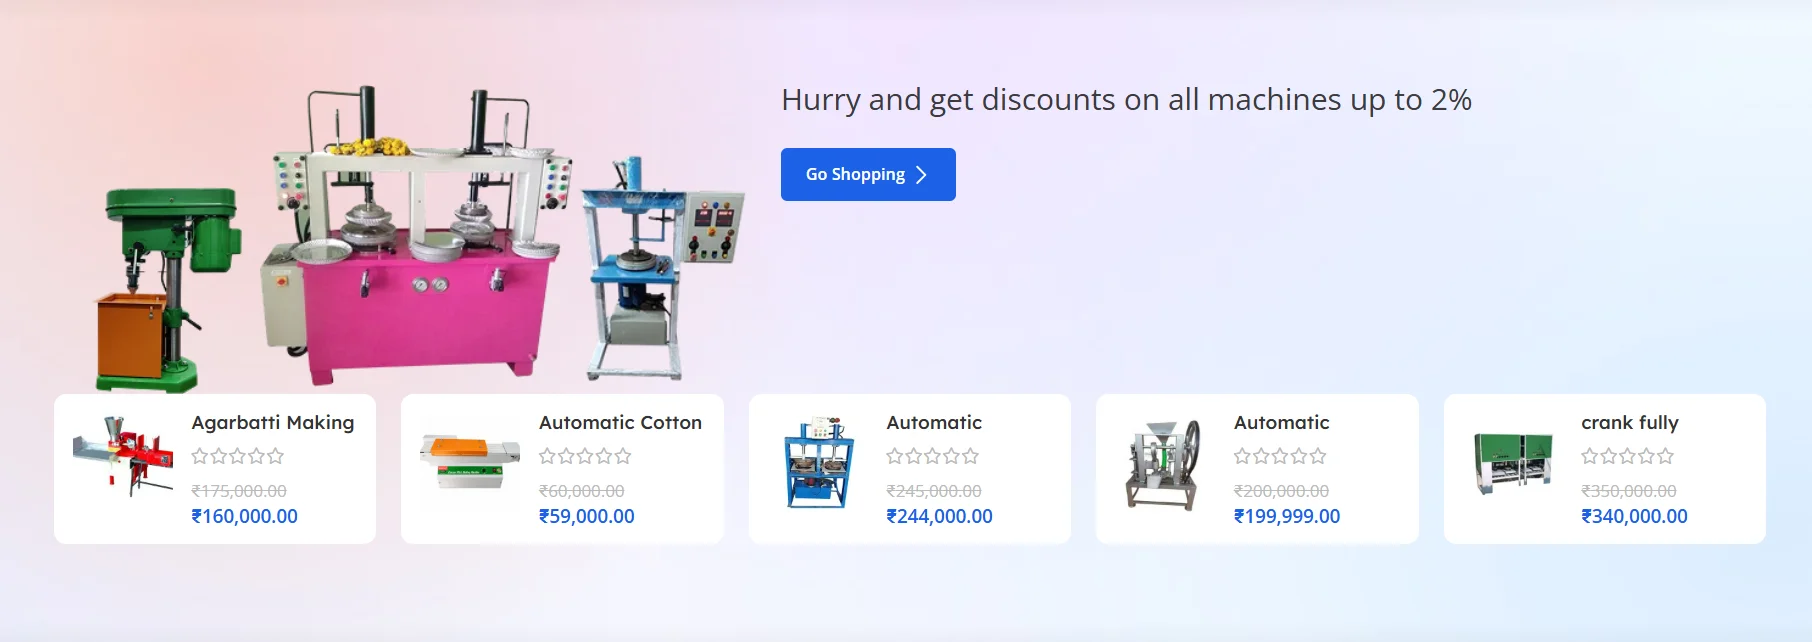 Hurry and get discounts on all machines up to 2%
Go Shopping
Agarbatti Making
₹175,000.00
₹160,000.00
Automatic Cotton
₹60,000.00
₹59,000.00
Automatic
₹245,000.00
₹244,000.00
Automatic
₹200,000.00
₹199,999.00
crank fully
₹350,000.00
₹340,000.00